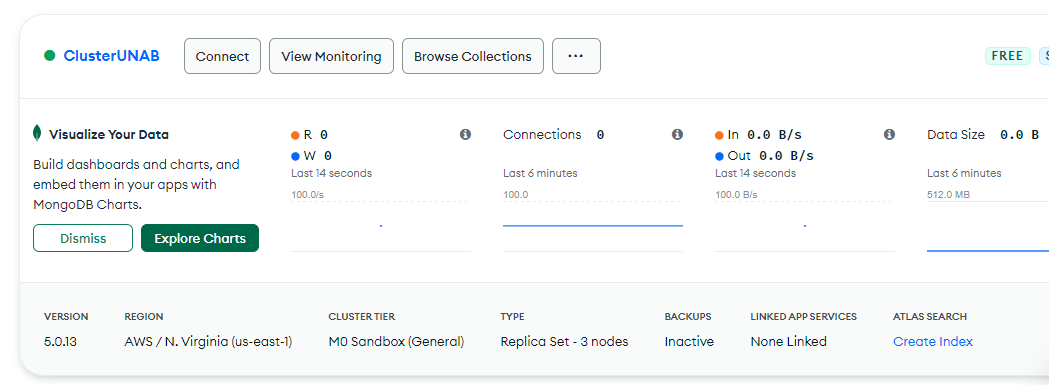 ClusterUNAB Connect View Monitoring Browse Collections ... FREE
Visualize Your Data
Build dashboards and charts, and
embed them in your apps with
MongoDB Charts.
Dismiss Explore Charts
R 0
W 0
Last 14 seconds
100.0/s
Connections 0
Last 6 minutes
100.0
In 0.0 B/s
Out 0.0 B/s
Last 14 seconds
100.0 B/s
Data Size 0.0 B
Last 6 minutes
512.0 MB
VERSION REGION CLUSTER TIER TYPE BACKUPS LINKED APP SERVICES ATLAS SEARCH
5.0.13 AWS / N. Virginia (us-east-1) M0 Sandbox (General) Replica Set - 3 nodes Inactive None Linked Create Index